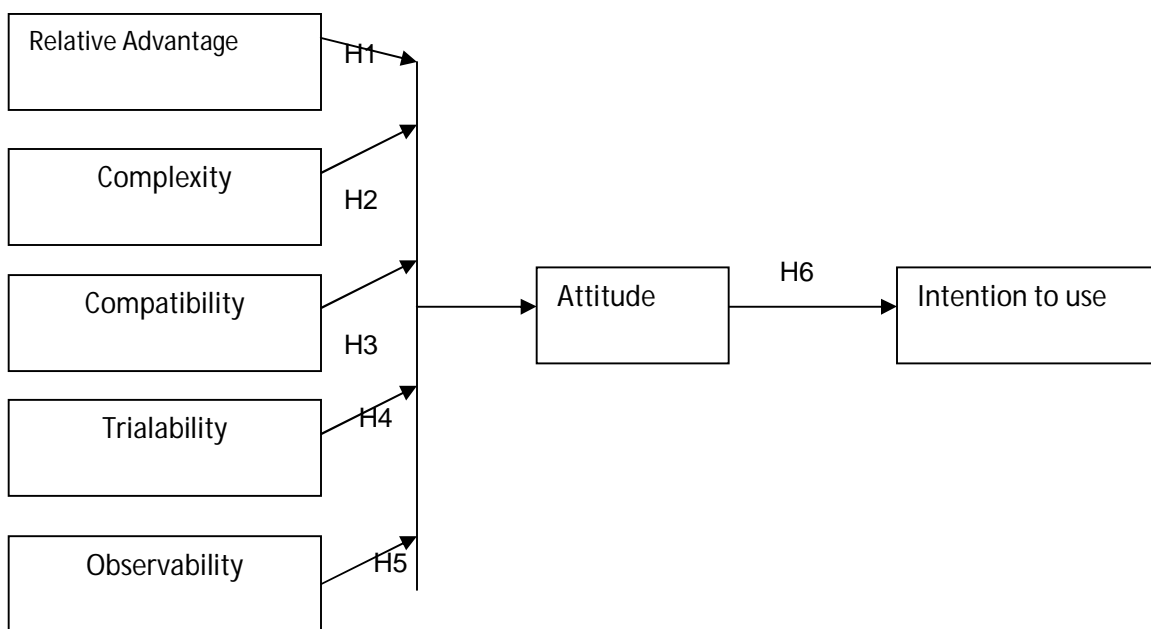 Relative Advantage
H1
Complexity
H2
Compatibility
H3
Trialability
H4
Observability
H5
Attitude
H6
Intention to use